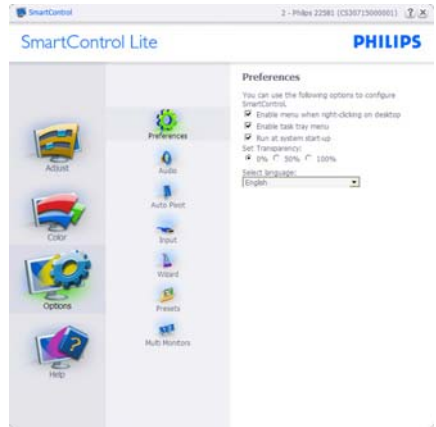 SmartControl
2 - Philips 225B1 (CS30715000001)
SmartControl Lite
PHILIPS
Adjust
Color
Options
Help
Preferences
Audio
Auto Pivot
Input
Wizard
Presets
Multi Monitors
Preferences
You can use the following options to configure
SmartControl.
Enable menu when right-clicking on desktop
Enable task tray menu
Run at system start-up
Set Transparency:
0% 50% 100%
Select language:
English